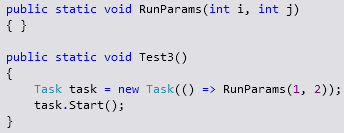 public static void RunParams(int i, int j)
{ }
public static void Test3()
{
Task task = new Task(() => RunParams(1, 2));
task.Start();
}